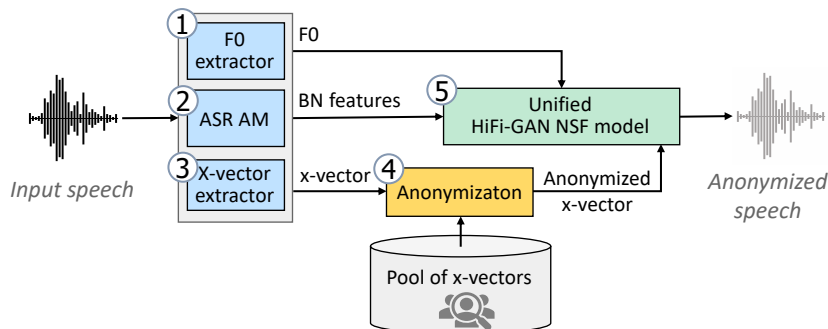 1
F0
extractor
F0
2
ASR AM
BN features
3
X-vector
extractor
x-vector
4
Anonymizaton
Anonymized
x-vector
5
Unified
HiFi-GAN NSF model
Input speech
Anonymized
speech
Pool of x-vectors